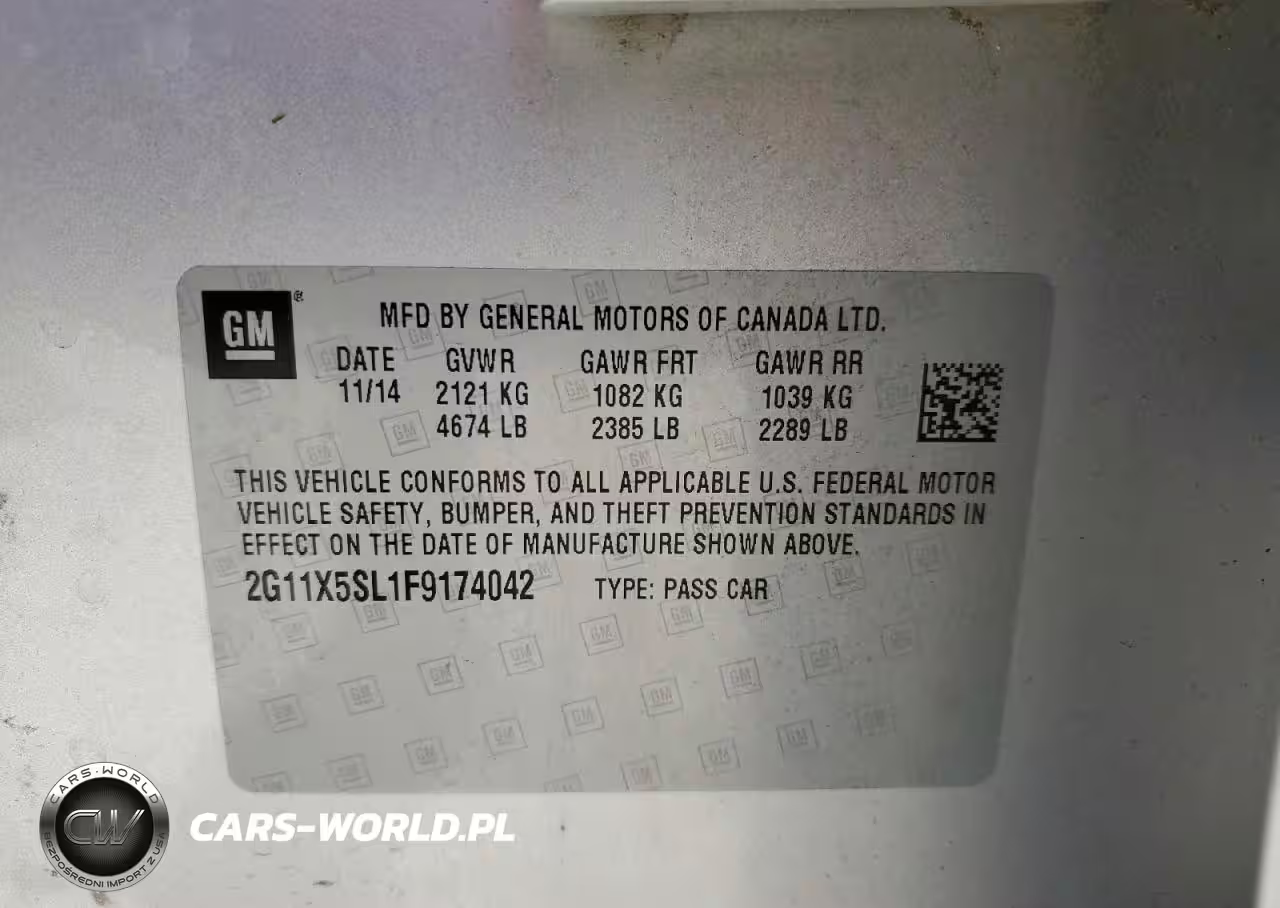 GM
®
MFD BY GENERAL MOTORS OF CANADA LTD.
DATE GVWR GAWR FRT GAWR RR
11/14 2121 KG 1082 KG 1039 KG
4674 LB 2385 LB 2289 LB
THIS VEHICLE CONFORMS TO ALL APPLICABLE U.S. FEDERAL MOTOR
VEHICLE SAFETY, BUMPER, AND THEFT PREVENTION STANDARDS IN
EFFECT ON THE DATE OF MANUFACTURE SHOWN ABOVE.
2G11X5SL1F9174042 TYPE: PASS CAR
CARS-WORLD
CW
BEZPOŚREDNI IMPORT Z USA
CARS-WORLD.PL